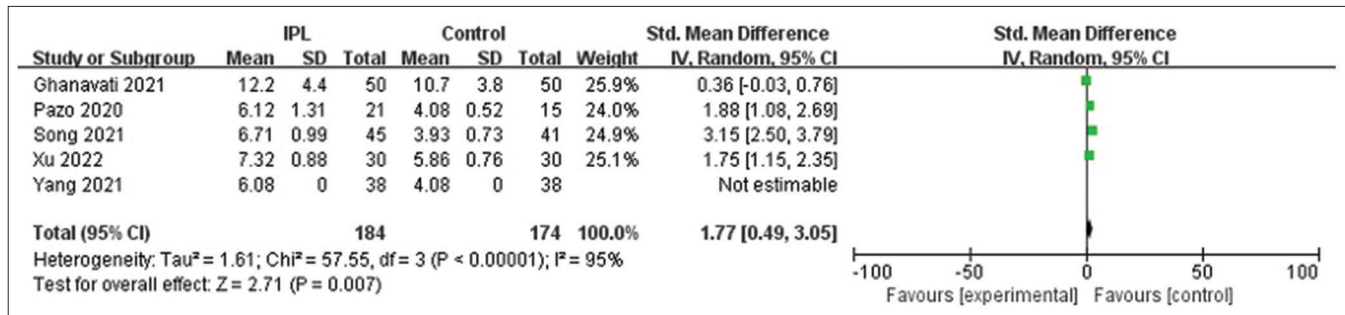 IPL Control Std. Mean Difference Std. Mean Difference
Study or Subgroup Mean SD Total Mean SD Total Weight IV, Random, 95% CI IV, Random, 95% CI
Ghanavati 2021 12.2 4.4 50 10.7 3.8 50 25.9% 0.36 [-0.03, 0.76]
Pazo 2020 6.12 1.31 21 4.08 0.52 15 24.0% 1.88 [1.08, 2.69]
Song 2021 6.71 0.99 45 3.93 0.73 41 24.9% 3.15 [2.50, 3.79]
Xu 2022 7.32 0.88 30 5.86 0.76 30 25.1% 1.75 [1.15, 2.35]
Yang 2021 6.08 0 38 4.08 0 38 Not estimable
Total (95% CI) 184 174 100.0% 1.77 [0.49, 3.05]
Heterogeneity: Tau² = 1.61; Chi² = 57.55, df = 3 (P < 0.00001); I² = 95%
Test for overall effect: Z = 2.71 (P = 0.007)
-100 -50 0 50 100
Favours [experimental] Favours [control]